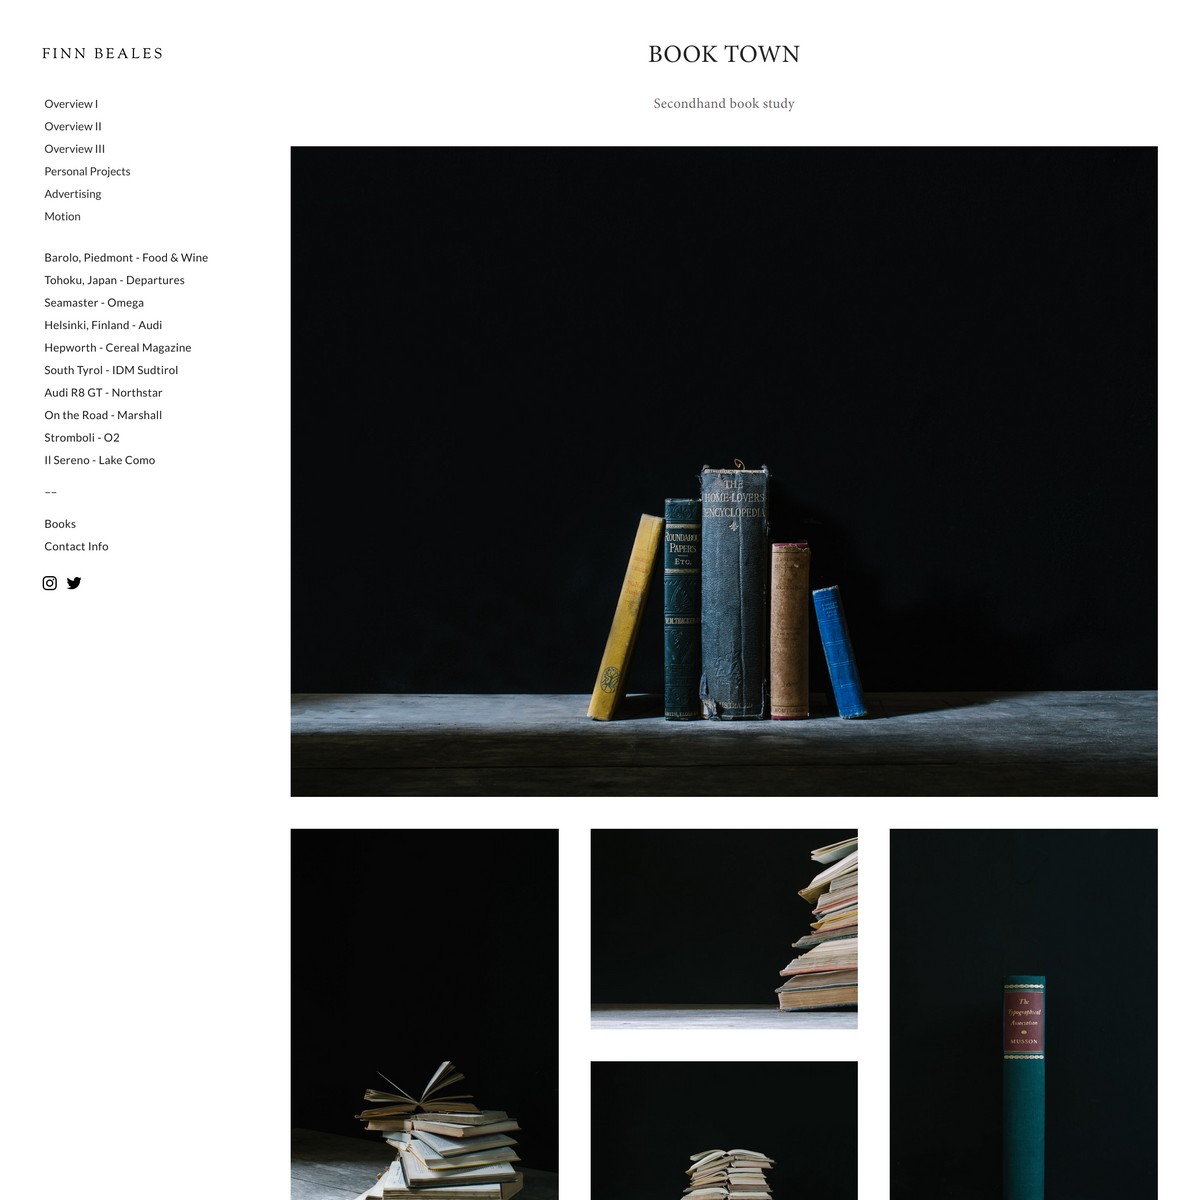 FINN BEALES
Overview I
Overview II
Overview III
Personal Projects
Advertising
Motion
Barolo, Piedmont - Food & Wine
Tohoku, Japan - Departures
Seamaster - Omega
Helsinki, Finland - Audi
Hepworth - Cereal Magazine
South Tyrol - IDM Sudtirol
Audi R8 GT - Northstar
On the Road - Marshall
Stromboli - O2
Il Sereno - Lake Como
––
Books
Contact Info
BOOK TOWN
Secondhand book study
THE
HOME-LOVERS
ENCYCLOPEDIA
ROUNDABOUT
PAPERS
ETC.
The
Typographical
Association
MUSSON